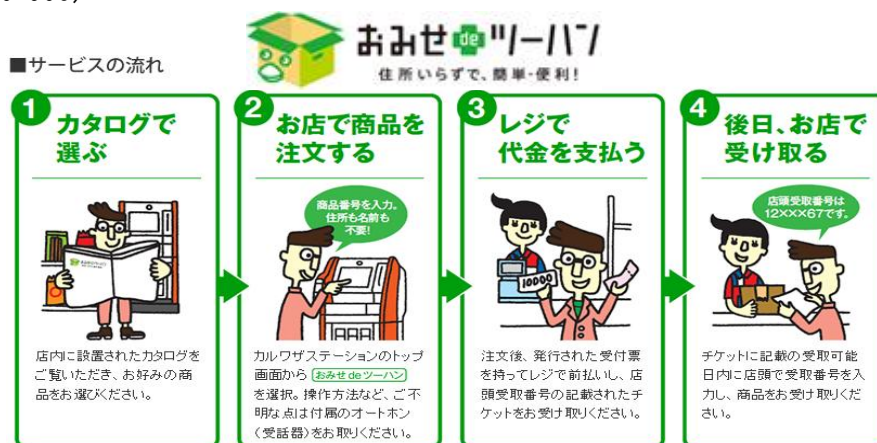 おみせdeツーハン
住所いらずで、簡単・便利!
■サービスの流れ
1
カタログで
選ぶ
店内に設置されたカタログを
ご覧いただき、お好みの商
品をお選びください。
2
お店で商品を
注文する
商品番号を入力。
住所も名前も
不要!
カルワザステーションのトップ
画面から おみせdeツーハン
を選択。操作方法など、ご不
明な点は付属のオートホン
(受話器)をお取りください。
3
レジで
代金を支払う
10000
注文後、発行された受付票
を持ってレジで前払いし、店
頭受取番号の記載されたチ
ケットをお受け取りください。
4
後日、お店で
受け取る
店頭受取番号は
12×××67です。
チケットに記載の受取可能
日内に店頭で受取番号を入
力し、商品をお受け取りくだ
さい。